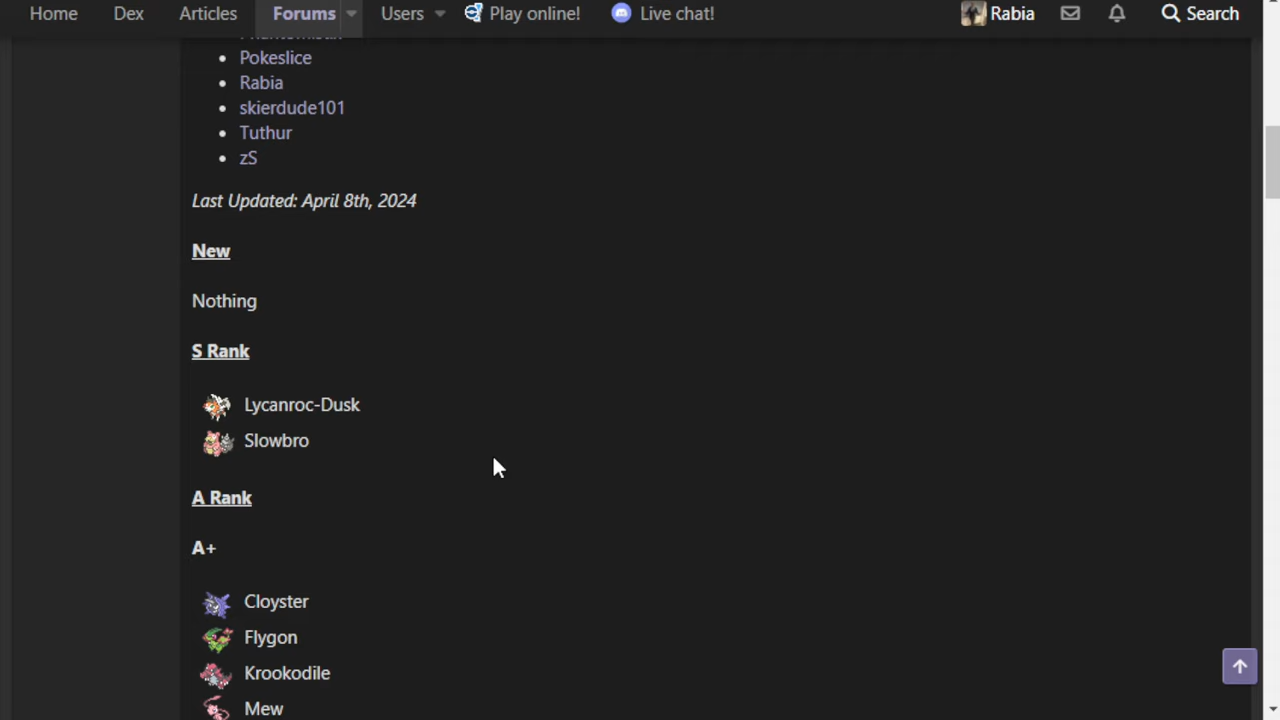 Home Dex Articles Forums Users Play online! Live chat! Rabia Search
Pokeslice
Rabia
skierdude101
Tuthur
zS
Last Updated: April 8th, 2024
New
Nothing
S Rank
Lycanroc-Dusk
Slowbro
A Rank
A+
Cloyster
Flygon
Krookodile
Mew